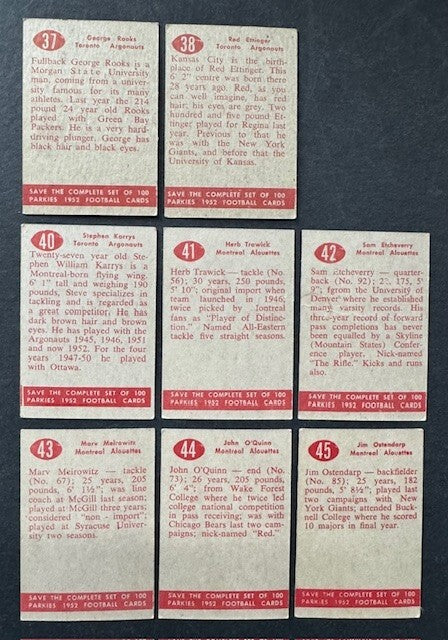 37
George Rooks
Toronto Argonauts
Fullback George Rooks is a
Morgan State University
man, coming from a univer-
sity famous for its many
athletes. Last year the 214
pound 24 year old Rooks
played with Green Bay
Packers. He is a very hard-
driving plunger. George has
black hair and black eyes.
SAVE THE COMPLETE SET OF 100
PARKIES 1952 FOOTBALL CARDS
38
Red Ettinger
Toronto Argonauts
Kansas City is the birth-
place of Red Ettinger. This
6' 2" centre was born there
28 years ago. Red, as you
can well imagine, has red
hair; his eyes are grey. Two
hundred and five pound Et-
tinger played for Regina last
year. Previous to that he
was with the New York
Giants, and before that the
University of Kansas.
SAVE THE COMPLETE SET OF 100
PARKIES 1952 FOOTBALL CARDS
40
Stephen Karrys
Toronto Argonauts
Twenty-seven year old Ste-
phen William Karrys is a
Montreal-born flying wing.
6' 1" tall and weighing 190
pounds, Steve specializes in
tackling and is regarded as
a great competitor. He has
dark brown hair and brown
eyes. He has played with the
Argonauts 1945, 1946, 1951
and now 1952. For the four
years 1947-50 he played with
Ottawa.
SAVE THE COMPLETE SET OF 100
PARKIES 1952 FOOTBALL CARDS
41
Herb Trawick
Montreal Alouettes
Herb Trawick — tackle (No.
56); 30 years, 250 pounds,
5' 10"; original import when
team launched in 1946,
twice picked by Montreal
fans as "Player of Distinc-
tion." Named All-Eastern
tackle five straight seasons.
SAVE THE COMPLETE SET OF 100
PARKIES 1952 FOOTBALL CARDS
42
Sam Etcheverry
Montreal Alouettes
Sam Etcheverry — quarter-
back (No. 92); 175, 5'
from the University of
Denver where he established
many varsity records. His
three-year record of forward
pass completions has never
been equalled by a Skyline
(Mountain States) Confer-
ence player. Nick-named
"The Rifle." Kicks and runs
also.
SAVE THE COMPLETE SET OF 100
PARKIES 1952 FOOTBALL CARDS
43
Marv Meirowitz
Montreal Alouettes
Marv Meirowitz — tackle
(No. 67); 25 years, 205
pounds, 6' 1½"; was line
coach at McGill last season;
played at McGill three years;
considered "non - import";
played at Syracuse Univer-
sity two seasons.
SAVE THE COMPLETE SET OF 100
PARKIES 1952 FOOTBALL CARDS
44
John O'Quinn
Montreal Alouettes
John O'Quinn — end (No.
73); 26 years, 205 pounds,
6' 4"; from Wake Forest
College where he twice led
college national competition
in pass receiving; was with
Chicago Bears last two cam-
paigns; nick-named "Red."
SAVE THE COMPLETE SET OF 100
PARKIES 1952 FOOTBALL CARDS
45
Jim Ostendarp
Montreal Alouettes
Jim Ostendarp — backfielder
(No. 85); 25 years, 182
pounds, 5' 8½"; played last
two campaigns with New
York Giants; attended Buck-
nell College where he scored
10 majors in final year.
SAVE THE COMPLETE SET OF 100
PARKIES 1952 FOOTBALL CARDS